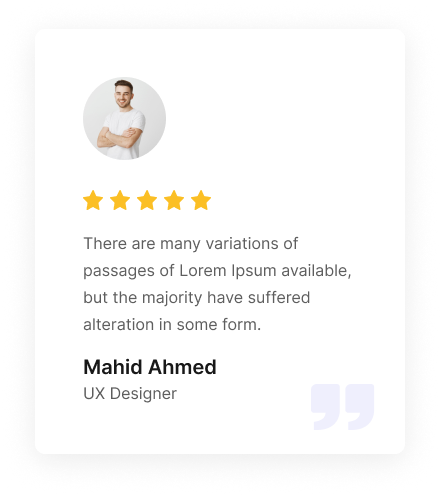 There are many variations of
passages of Lorem Ipsum available,
but the majority have suffered
alteration in some form.
Mahid Ahmed
UX Designer